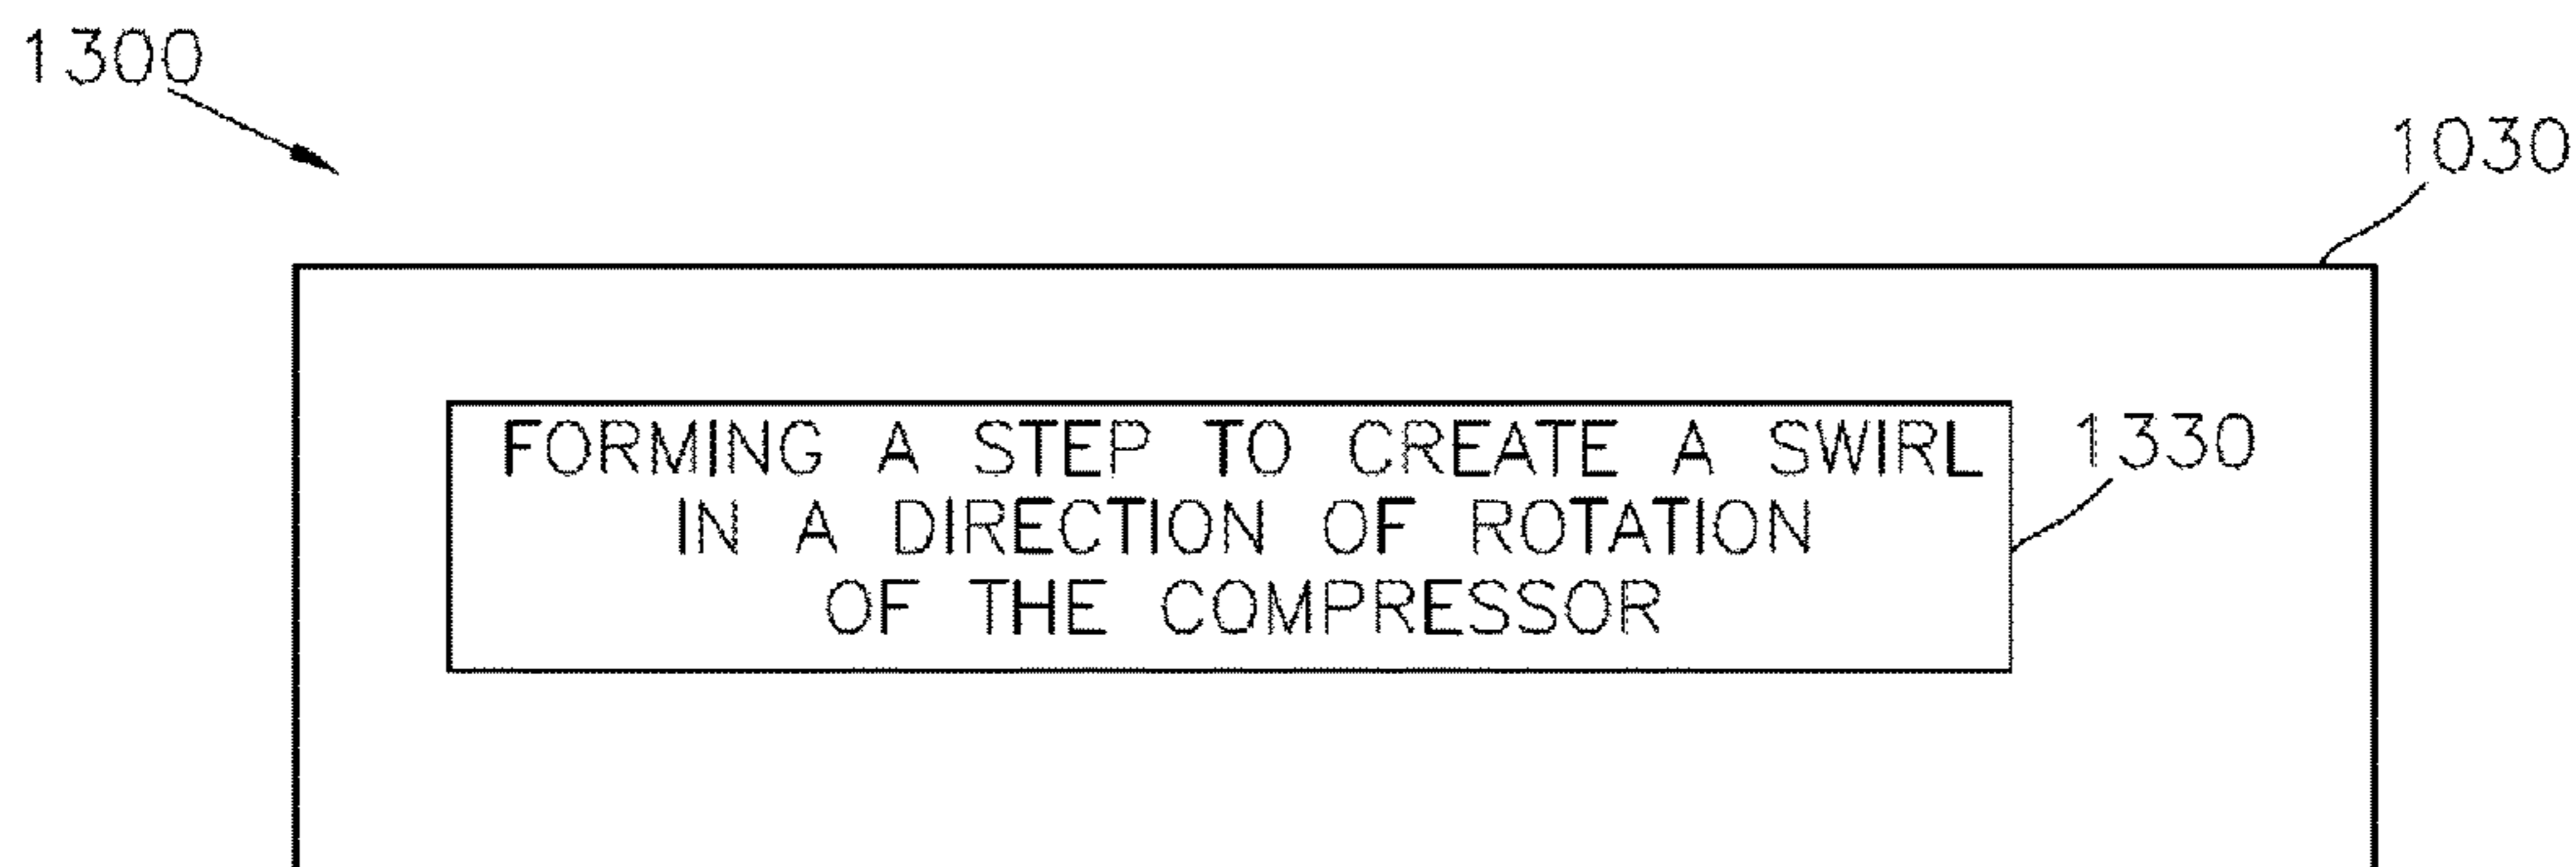 1300
1030
FORMING A STEP TO CREATE A SWIRL
IN A DIRECTION OF ROTATION
OF THE COMPRESSOR
1330